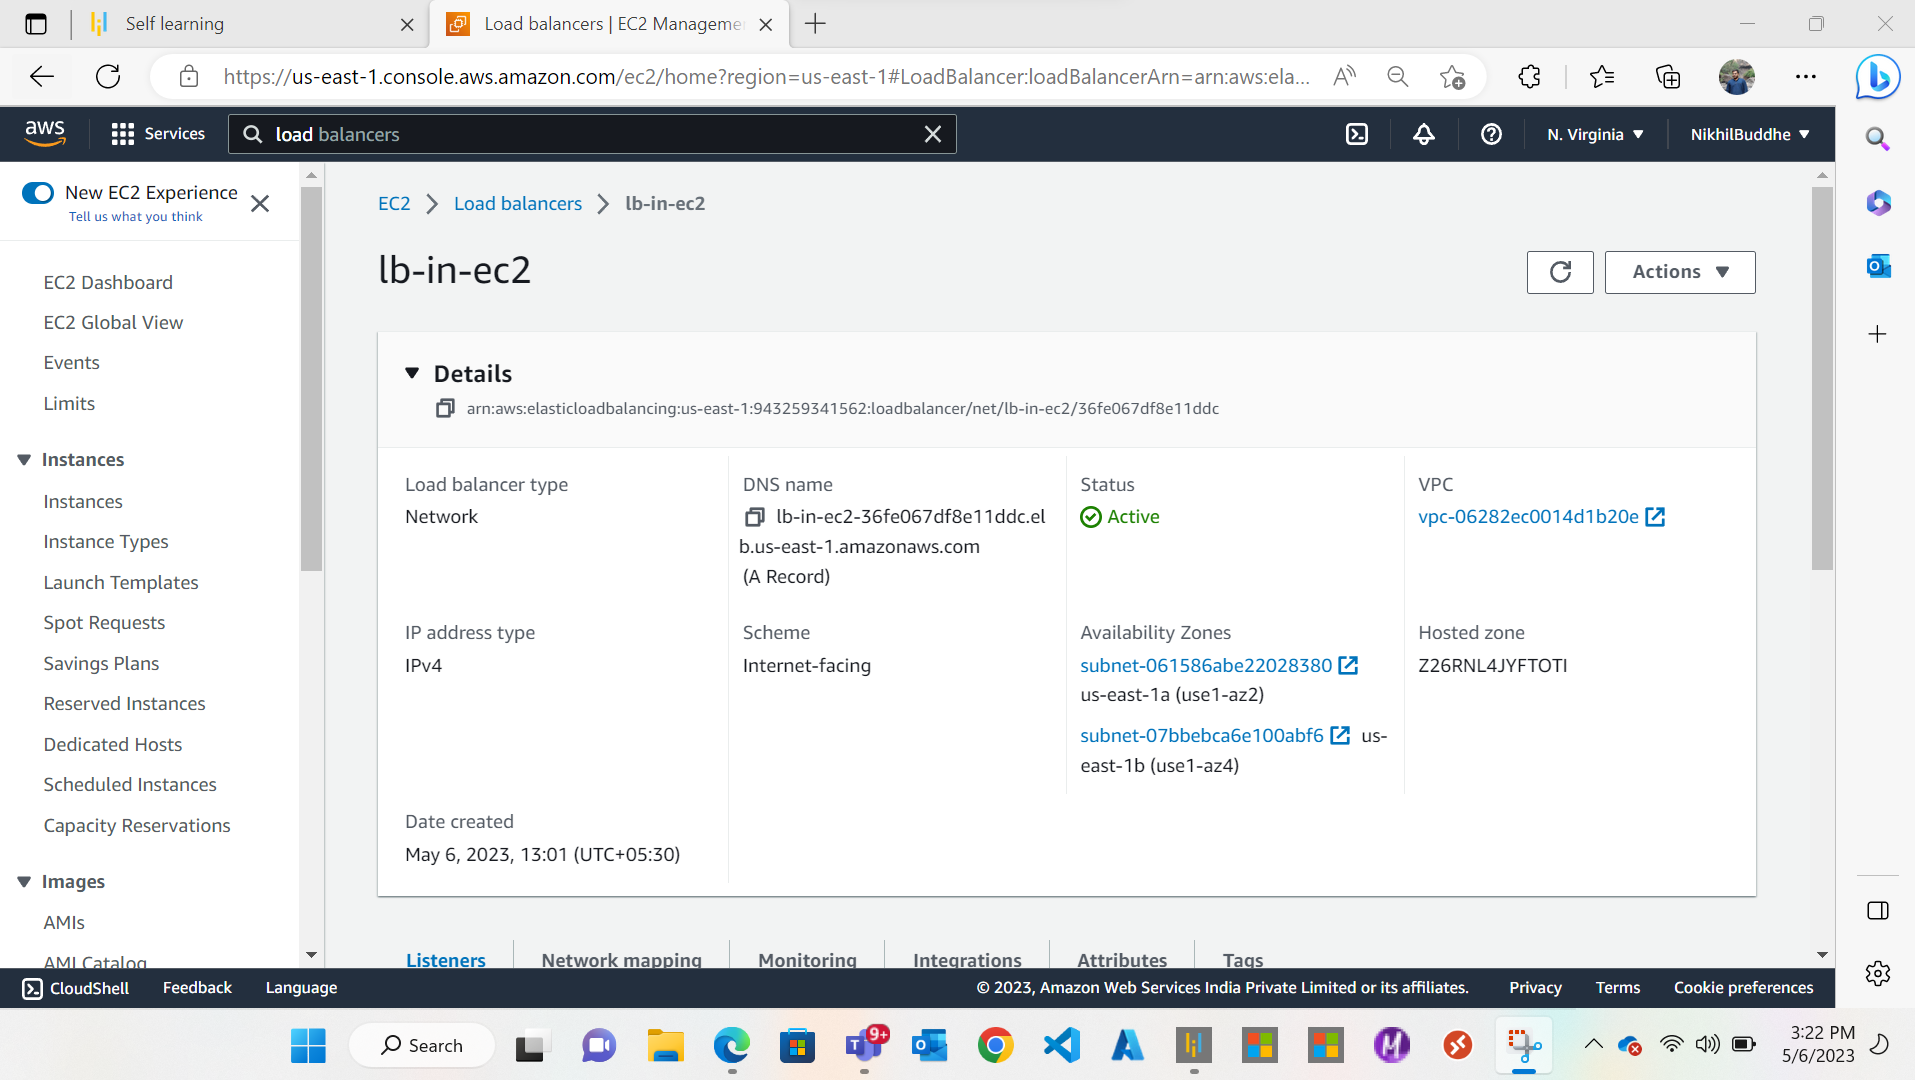 Self learning
Load balancers | EC2 Manageme
https://us-east-1.console.aws.amazon.com/ec2/home?region=us-east-1#LoadBalancer:loadBalancerArn=arn:aws:ela...
aws
Services
load balancers
N. Virginia
NikhilBuddhe
New EC2 Experience
Tell us what you think
EC2 Dashboard
EC2 Global View
Events
Limits
Instances
Instances
Instance Types
Launch Templates
Spot Requests
Savings Plans
Reserved Instances
Dedicated Hosts
Scheduled Instances
Capacity Reservations
Images
AMIs
AMI Catalog
EC2
Load balancers
lb-in-ec2
lb-in-ec2
Actions
Details
arn:aws:elasticloadbalancing:us-east-1:943259341562:loadbalancer/net/lb-in-ec2/36fe067df8e11ddc
Load balancer type
Network
DNS name
lb-in-ec2-36fe067df8e11ddc.el
b.us-east-1.amazonaws.com
(A Record)
Status
Active
VPC
vpc-06282ec0014d1b20e
IP address type
IPv4
Scheme
Internet-facing
Availability Zones
subnet-061586abe22028380
us-east-1a (use1-az2)
subnet-07bbebca6e100abf6 us-
east-1b (use1-az4)
Hosted zone
Z26RNL4JYFTOTI
Date created
May 6, 2023, 13:01 (UTC+05:30)
Listeners
Network mapping
Monitoring
Integrations
Attributes
Tags
CloudShell
Feedback
Language
© 2023, Amazon Web Services India Private Limited or its affiliates.
Privacy
Terms
Cookie preferences
Search
9+
3:22 PM
5/6/2023